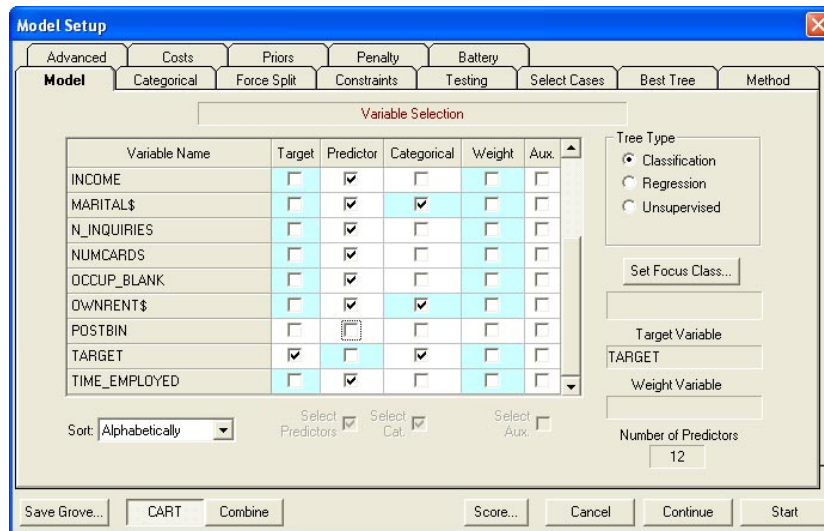 Model Setup
Advanced Costs Priors Penalty Battery
Model Categorical Force Split Constraints Testing Select Cases Best Tree Method
Variable Selection
Variable Name Target Predictor Categorical Weight Aux.
INCOME
MARITAL$
N_INQUIRIES
NUMCARDS
OCCUP_BLANK
OWNRENT$
POSTBIN
TARGET
TIME_EMPLOYED
Sort: Alphabetically
Select Predictors
Select Cat.
Select Aux.
Tree Type
Classification
Regression
Unsupervised
Set Focus Class...
Target Variable
TARGET
Weight Variable
Number of Predictors
12
Save Grove... CART Combine Score... Cancel Continue Start